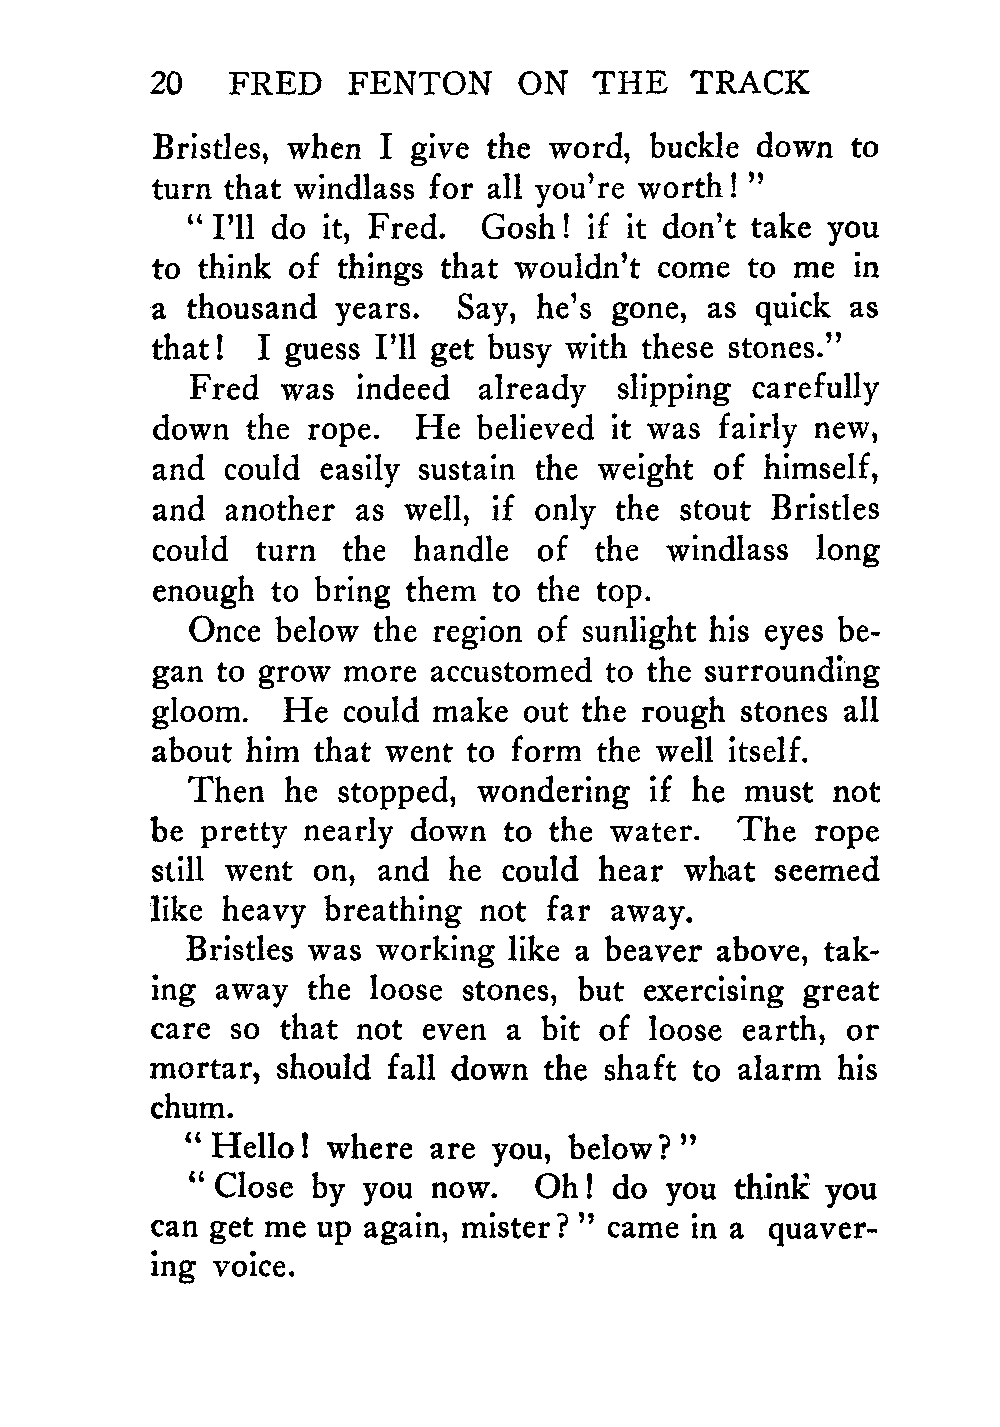 20 FRED FENTON ON THE TRACK
Bristles, when I give the word, buckle down to
turn that windlass for all you're worth! "
" I'll do it, Fred. Gosh! if it don't take you
to think of things that wouldn't come to me in
a thousand years. Say, he's gone, as quick as
that! I guess I'll get busy with these stones."
Fred was indeed already slipping carefully
down the rope. He believed it was fairly new,
and could easily sustain the weight of himself,
and another as well, if only the stout Bristles
could turn the handle of the windlass long
enough to bring them to the top.
Once below the region of sunlight his eyes be-
gan to grow more accustomed to the surrounding
gloom. He could make out the rough stones all
about him that went to form the well itself.
Then he stopped, wondering if he must not
be pretty nearly down to the water. The rope
still went on, and he could hear what seemed
like heavy breathing not far away.
Bristles was working like a beaver above, tak-
ing away the loose stones, but exercising great
care so that not even a bit of loose earth, or
mortar, should fall down the shaft to alarm his
chum.
" Hello! where are you, below? "
" Close by you now. Oh! do you think you
can get me up again, mister? " came in a quaver-
ing voice.